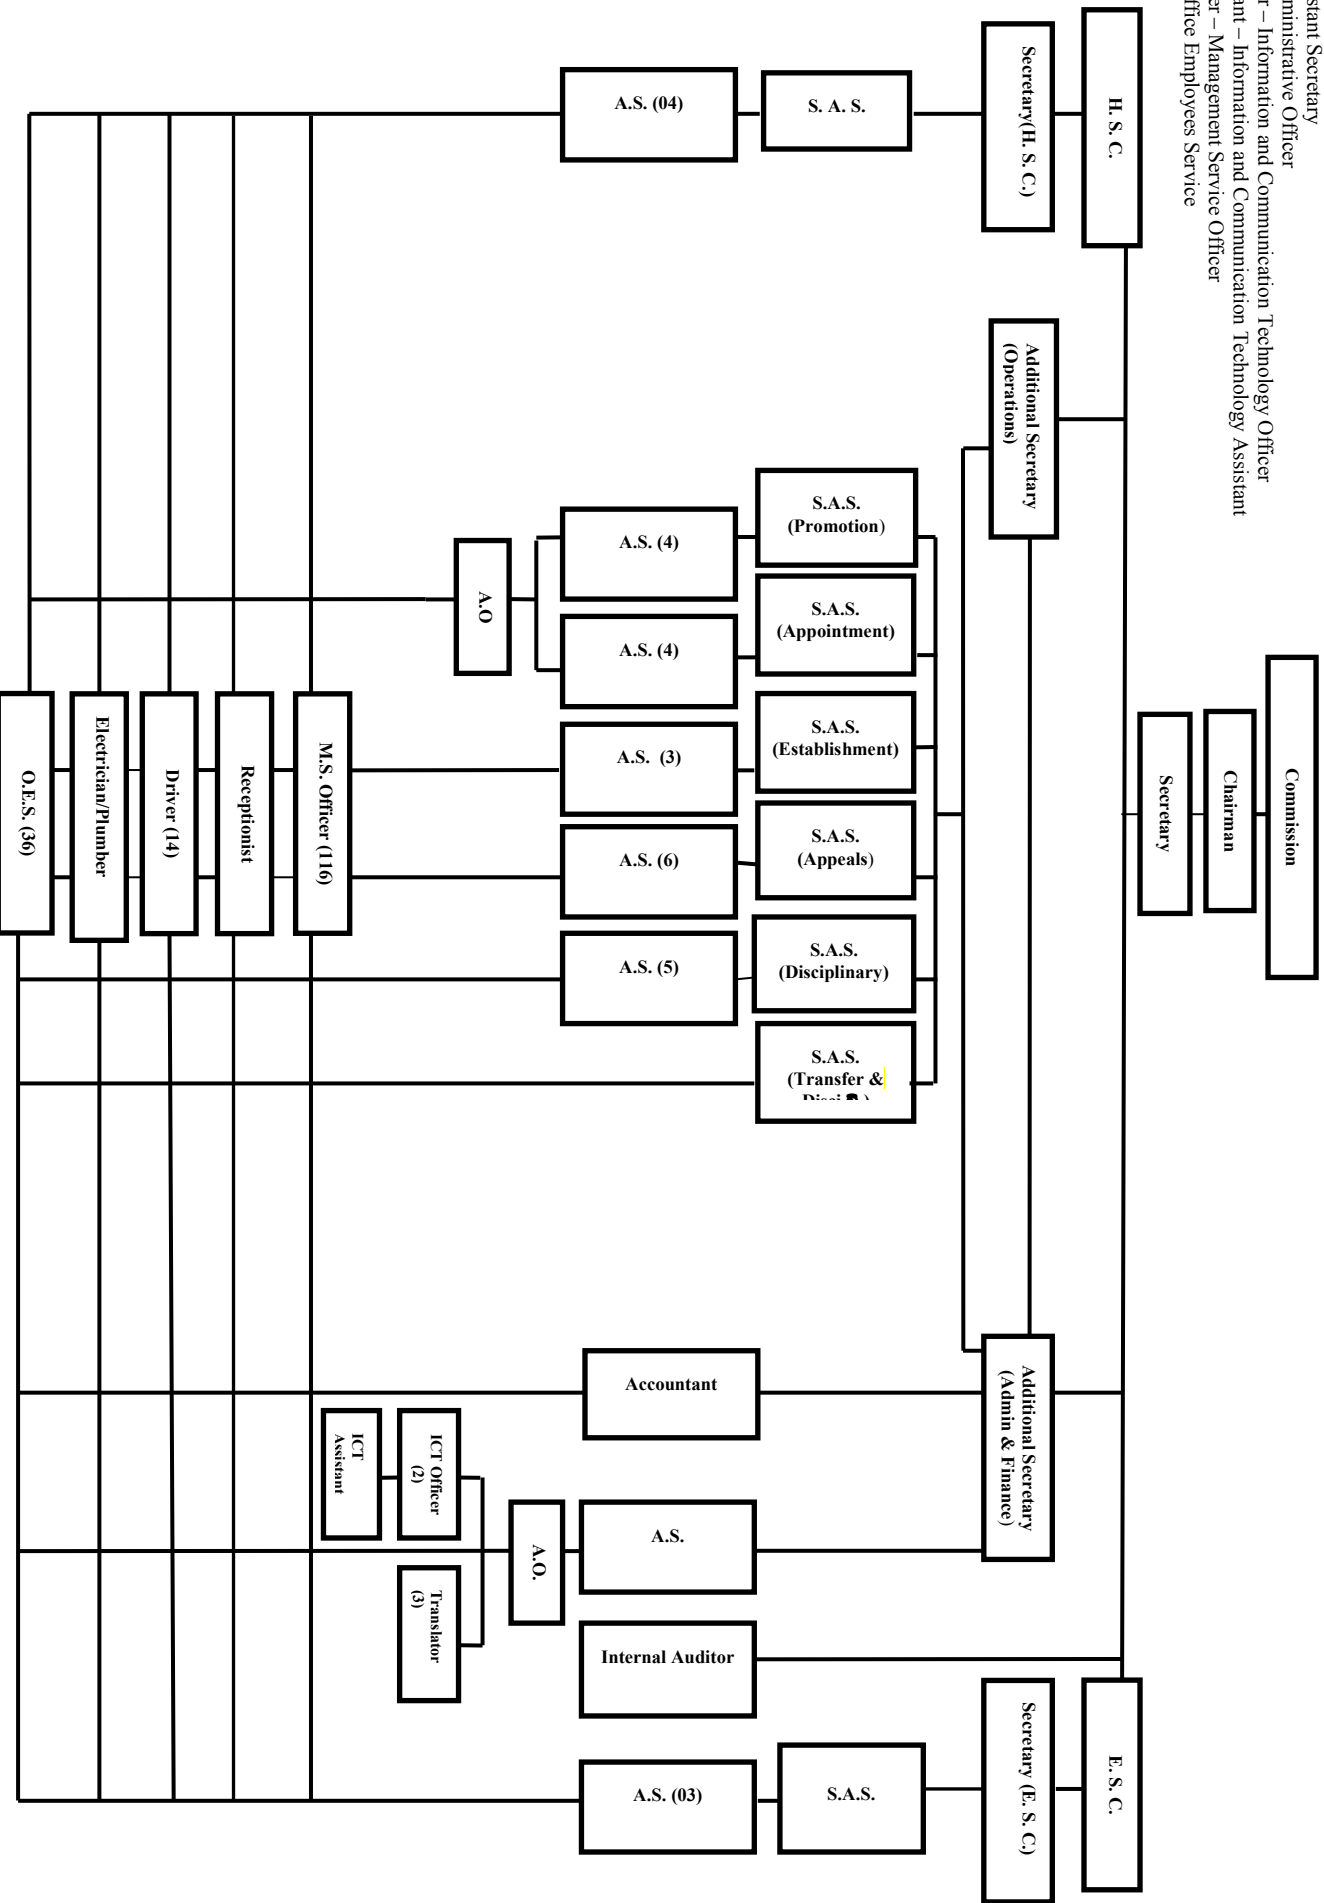 stant Secretary
ministrative Officer
r – Information and Communication Technology Officer
ant – Information and Communication Technology Assistant
er – Management Service Officer
ffice Employees Service
Commission
Chairman
Secretary
H. S. C.
E. S. C.
Secretary(H. S. C.)
Additional Secretary
(Operations)
Additional Secretary
(Admin & Finance)
Secretary (E. S. C.)
S. A. S.
S.A.S.
(Promotion)
S.A.S.
(Appointment)
S.A.S.
(Establishment)
S.A.S.
(Appeals)
S.A.S.
(Disciplinary)
S.A.S.
(Transfer &
S.A.S.
A.S. (04)
A.S. (4)
A.S. (4)
A.S. (3)
A.S. (6)
A.S. (5)
Accountant
A.S.
Internal Auditor
A.S. (03)
A.O
A.O.
ICT Officer
(2)
Translator
(3)
ICT
Assistant
M.S. Officer (116)
Receptionist
Driver (14)
Electrician/Plumber
O.E.S. (36)